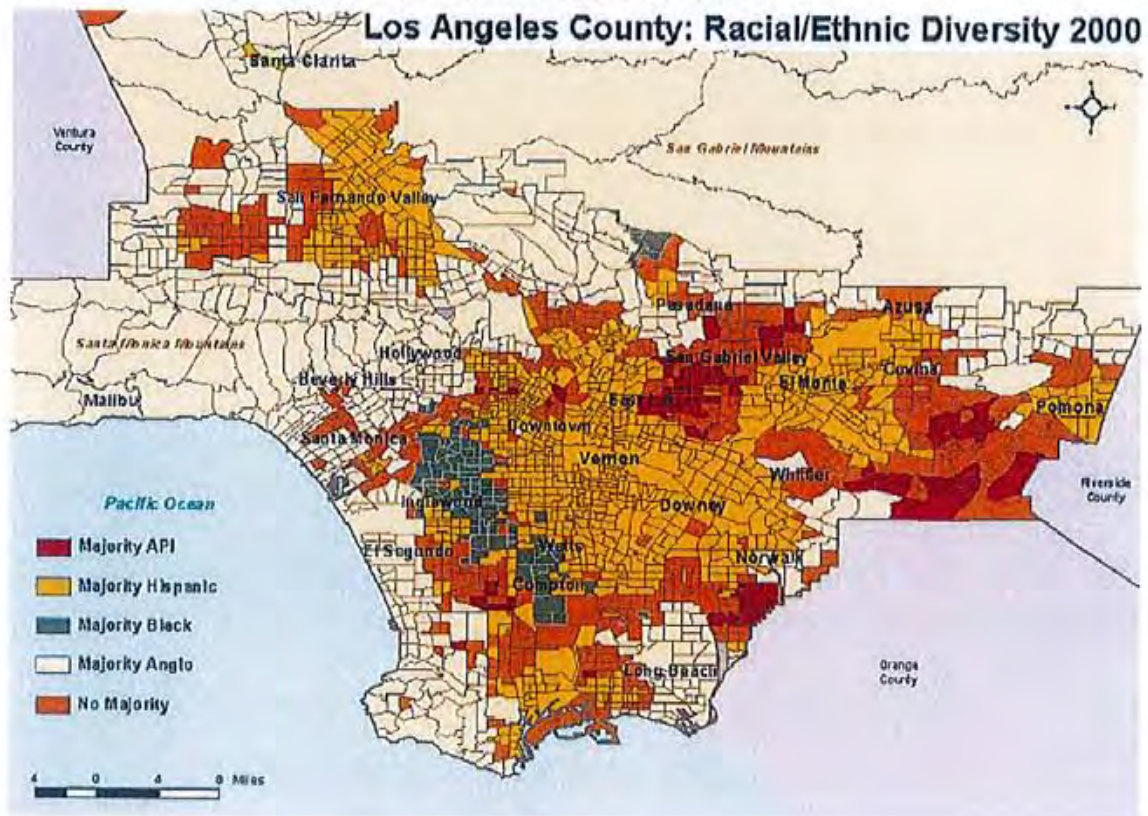 Los Angeles County: Racial/Ethnic Diversity 2000
Santa Clarita
Ventura
County
San Gabriel Mountains
San Fernando Valley
Pasadena
Azusa
Santa Monica Mountains
Hollywood
San Gabriel Valley
Beverly Hills
El Monte
Covina
Malibu
East LA
Pomona
Downtown
Santa Monica
Vernon
Whittier
Riverside
County
Pacific Ocean
Inglewood
Downey
Majority API
El Segundo
Watts
Norwalk
Majority Hispanic
Compton
Majority Black
Majority Anglo
Long Beach
Orange
County
No Majority
4 0 4 8 Miles